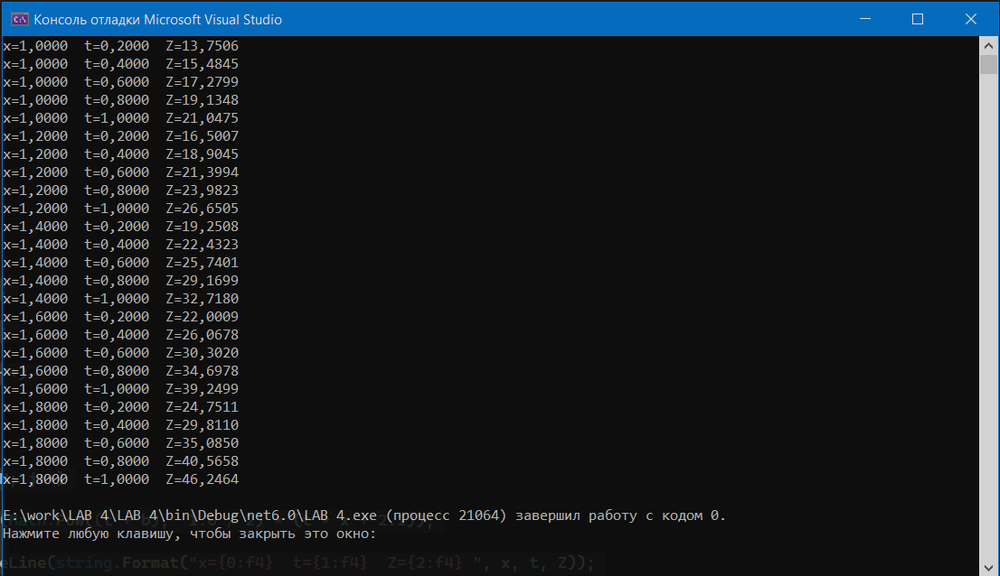 Консоль отладки Microsoft Visual Studio
x=1,0000  t=0,2000  Z=13,7506
x=1,0000  t=0,4000  Z=15,4845
x=1,0000  t=0,6000  Z=17,2799
x=1,0000  t=0,8000  Z=19,1348
x=1,0000  t=1,0000  Z=21,0475
x=1,2000  t=0,2000  Z=16,5007
x=1,2000  t=0,4000  Z=18,9045
x=1,2000  t=0,6000  Z=21,3994
x=1,2000  t=0,8000  Z=23,9823
x=1,2000  t=1,0000  Z=26,6505
x=1,4000  t=0,2000  Z=19,2508
x=1,4000  t=0,4000  Z=22,4323
x=1,4000  t=0,6000  Z=25,7401
x=1,4000  t=0,8000  Z=29,1699
x=1,4000  t=1,0000  Z=32,7180
x=1,6000  t=0,2000  Z=22,0009
x=1,6000  t=0,4000  Z=26,0678
x=1,6000  t=0,6000  Z=30,3020
x=1,6000  t=0,8000  Z=34,6978
x=1,6000  t=1,0000  Z=39,2499
x=1,8000  t=0,2000  Z=24,7511
x=1,8000  t=0,4000  Z=29,8110
x=1,8000  t=0,6000  Z=35,0850
x=1,8000  t=0,8000  Z=40,5658
x=1,8000  t=1,0000  Z=46,2464
E:\work\LAB 4\LAB 4\bin\Debug\net6.0\LAB 4.exe (процесс 21064) завершил работу с кодом 0.
Нажмите любую клавишу, чтобы закрыть это окно:
eLine(string.Format("x={0:f4}  t={1:f4}  Z={2:f4} ", x, t, Z));